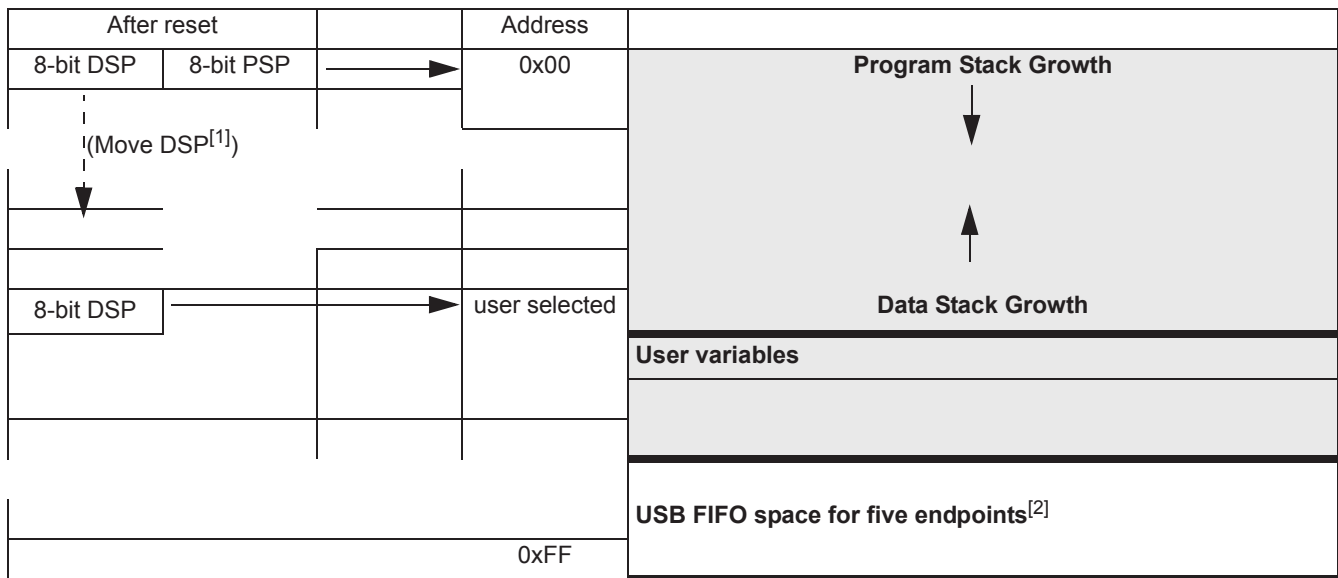 After reset Address
8-bit DSP 8-bit PSP 0x00 Program Stack Growth
(Move DSP[1])
8-bit DSP user selected Data Stack Growth
User variables
USB FIFO space for five endpoints[2]
0xFF